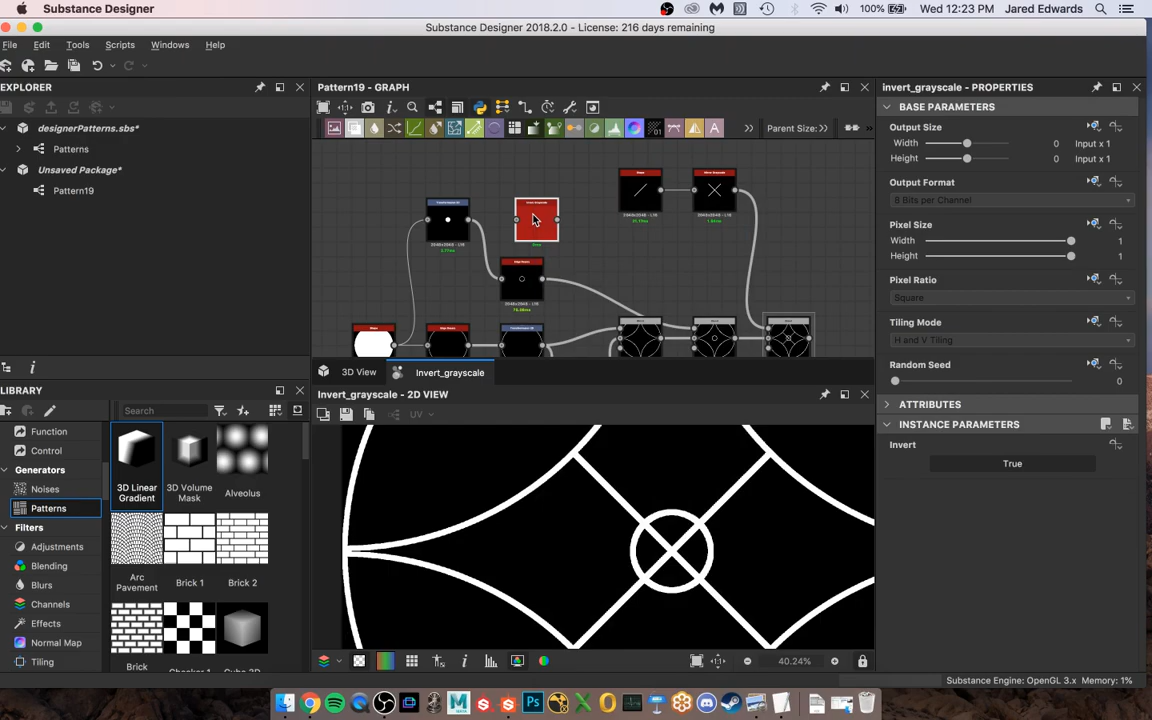 Substance Designer
100%
Wed 12:23 PM Jared Edwards
Substance Designer 2018.2.0 - License: 216 days remaining
File Edit Tools Scripts Windows Help
EXPLORER
designerPatterns.sbs*
Patterns
Unsaved Package*
Pattern19
Pattern19 - GRAPH
Parent Size:
3D View
Invert_grayscale
Invert_grayscale - 2D VIEW
UV
40.24%
LIBRARY
Search
Function
Control
Generators
Noises
Patterns
Filters
Adjustments
Blending
Blurs
Channels
Effects
Normal Map
Tiling
3D Linear Gradient
3D Volume Mask
Alveolus
Arc Pavement
Brick 1
Brick 2
Brick
Checker 1
Cube 3D
invert_grayscale - PROPERTIES
BASE PARAMETERS
Output Size
Width 0 Input x 1
Height 0 Input x 1
Output Format
8 Bits per Channel
Pixel Size
Width 1
Height 1
Pixel Ratio
Square
Tiling Mode
H and V Tiling
Random Seed
0
ATTRIBUTES
INSTANCE PARAMETERS
Invert
True
Substance Engine: OpenGL 3.x Memory: 1%